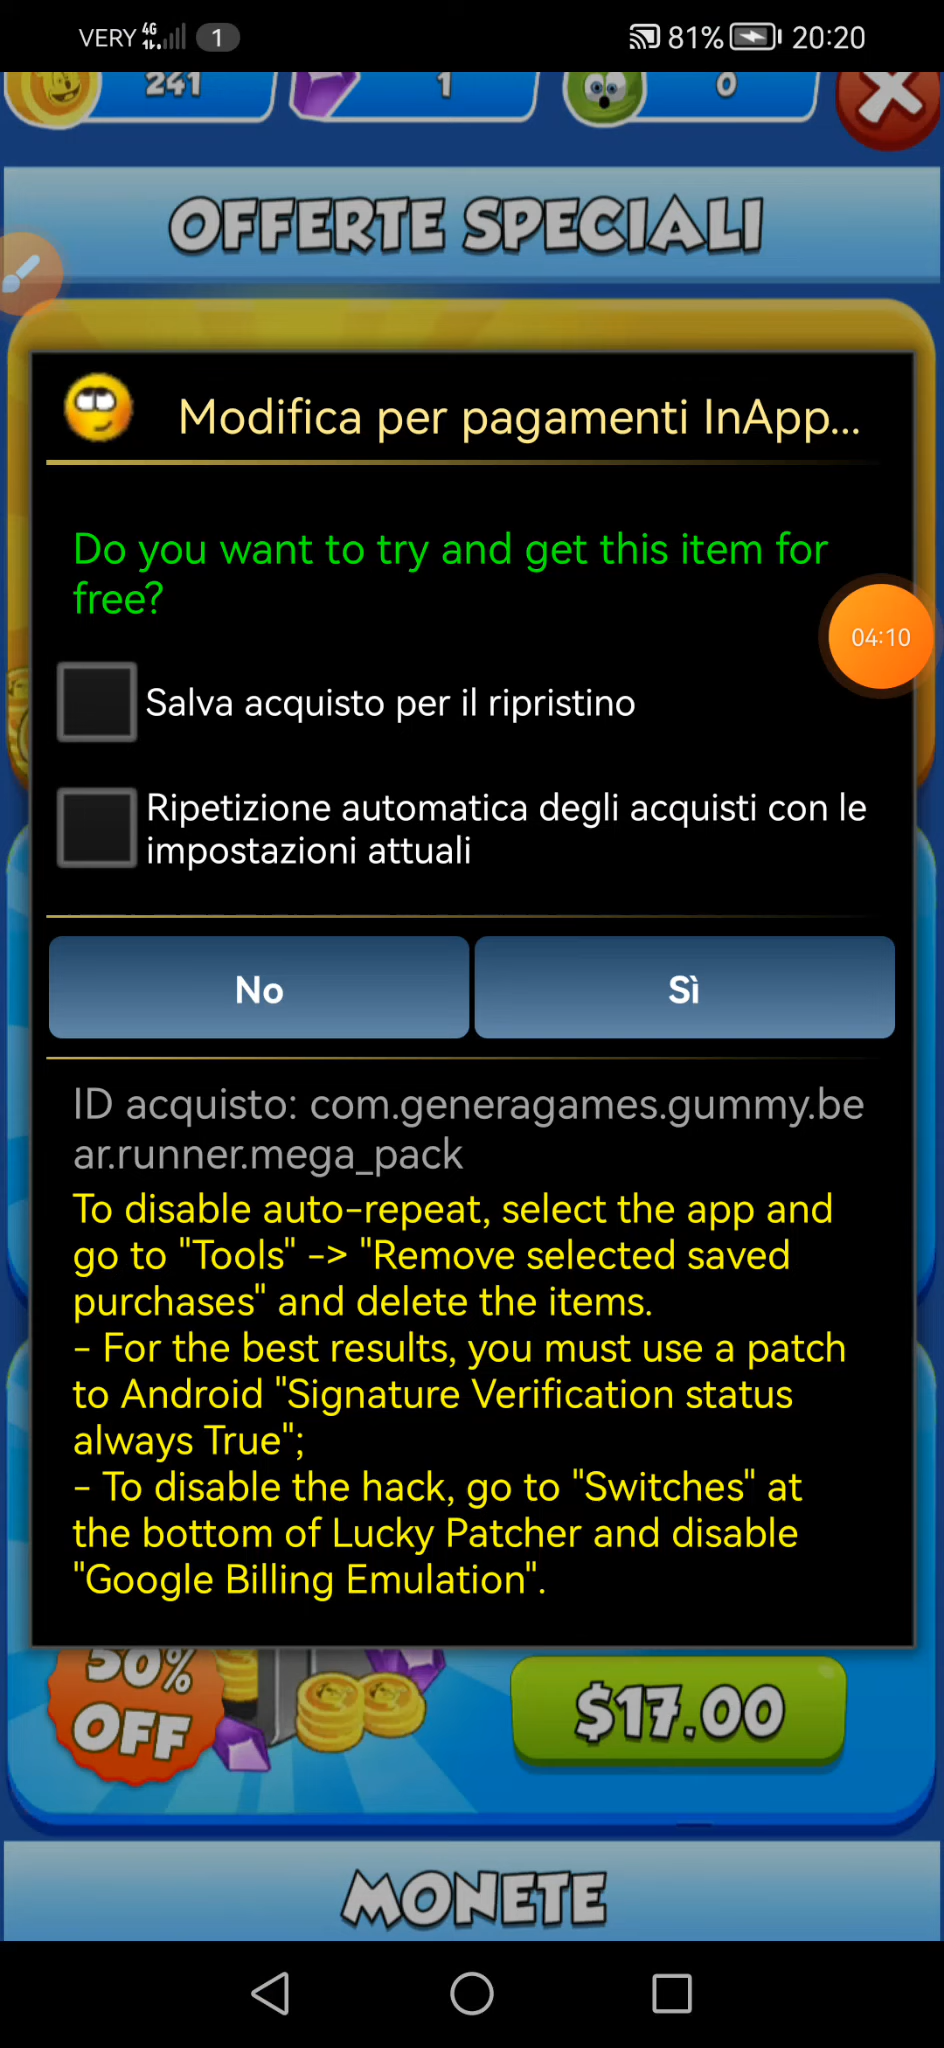 VERY 4G 1 81% 20:20
241 1 0
OFFERTE SPECIALI
Modifica per pagamenti InApp...
Do you want to try and get this item for
free?
04:10
Salva acquisto per il ripristino
Ripetizione automatica degli acquisti con le
impostazioni attuali
No Sì
ID acquisto: com.generagames.gummy.be
ar.runner.mega_pack
To disable auto-repeat, select the app and
go to "Tools" -> "Remove selected saved
purchases" and delete the items.
- For the best results, you must use a patch
to Android "Signature Verification status
always True";
- To disable the hack, go to "Switches" at
the bottom of Lucky Patcher and disable
"Google Billing Emulation".
50%
OFF
$17.00
MONETE